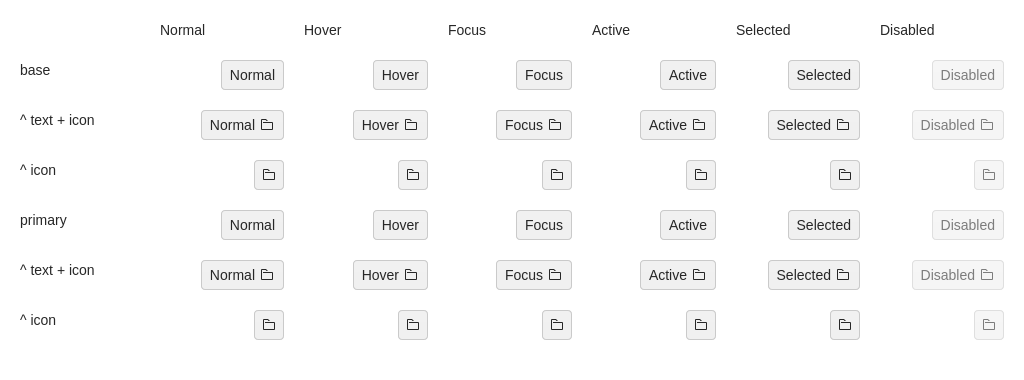 Normal Hover Focus Active Selected Disabled
base Normal Hover Focus Active Selected Disabled
^ text + icon Normal Hover Focus Active Selected Disabled
^ icon
primary Normal Hover Focus Active Selected Disabled
^ text + icon Normal Hover Focus Active Selected Disabled
^ icon